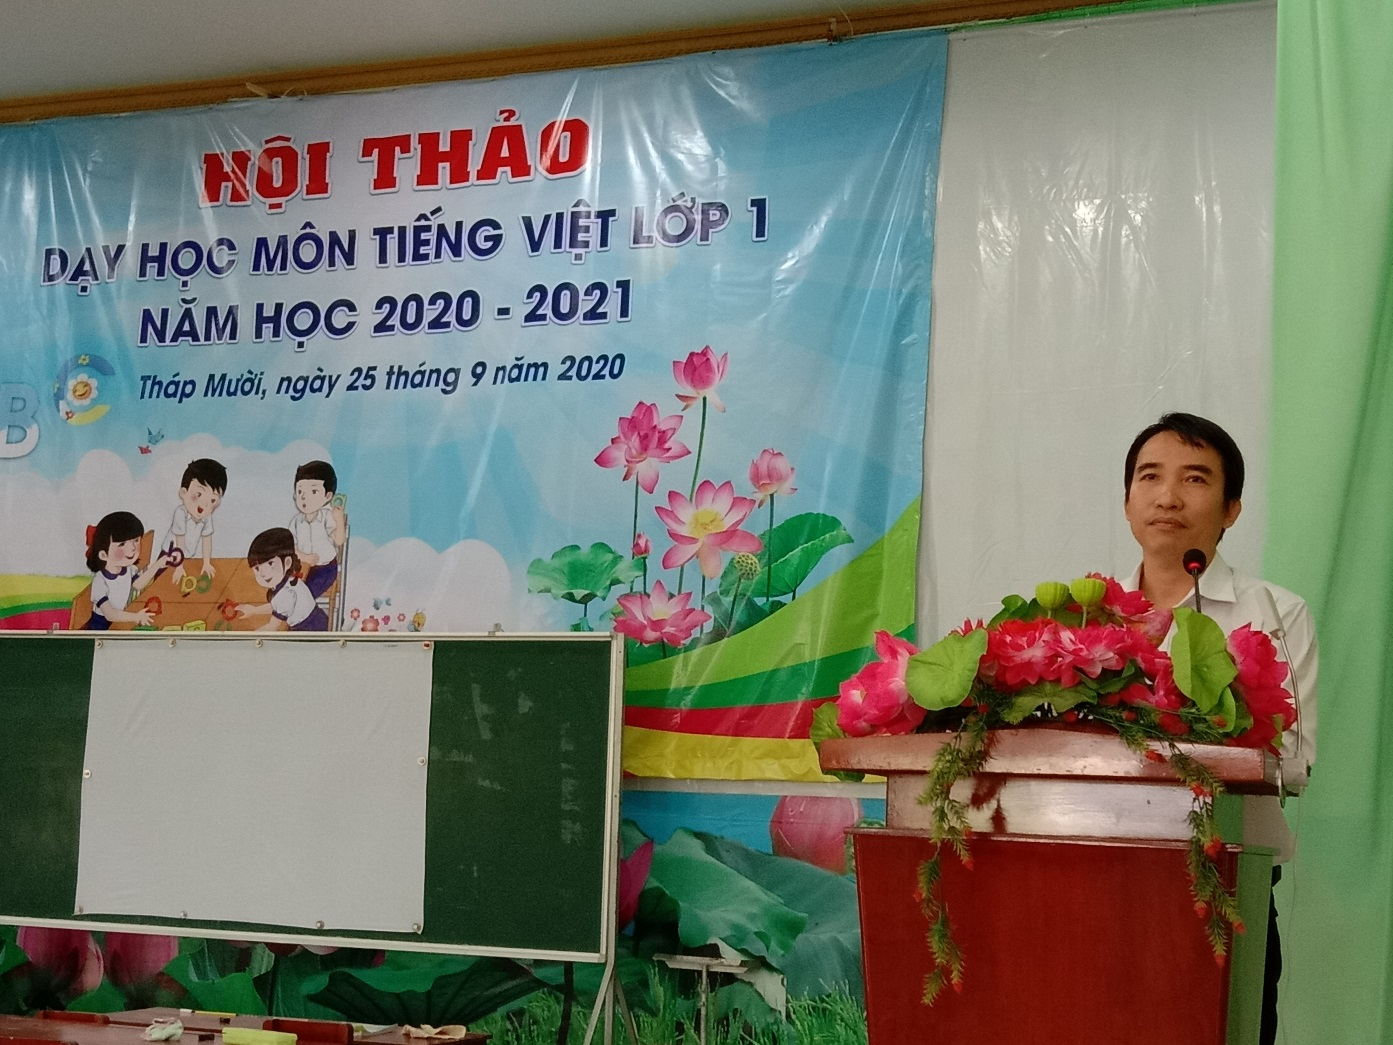 HỘI THẢO
DẠY HỌC MÔN TIẾNG VIỆT LỚP 1
NĂM HỌC 2020 - 2021
Tháp Mười, ngày 25 tháng 9 năm 2020
BC